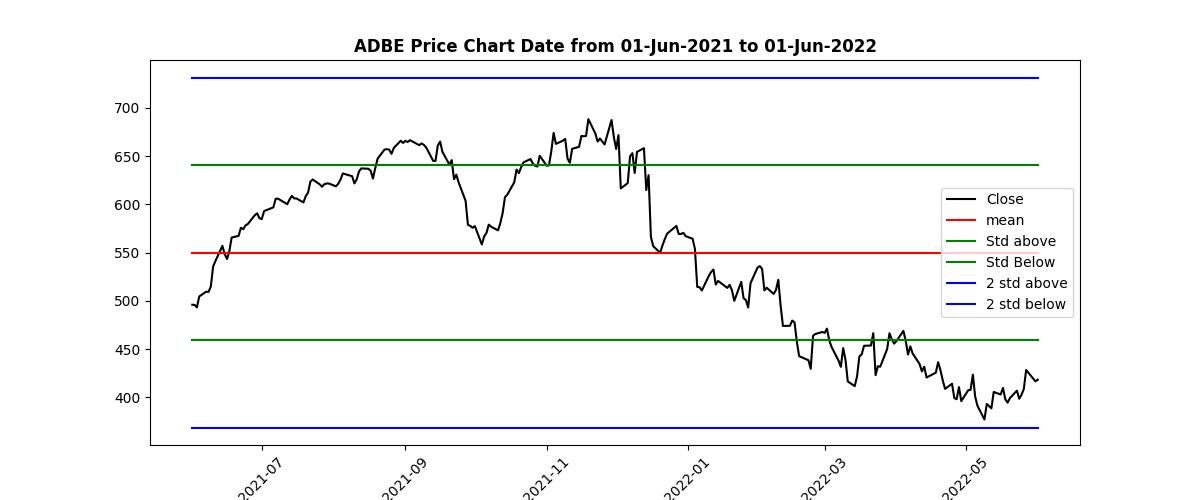 ADBE Price Chart Date from 01-Jun-2021 to 01-Jun-2022
700
650
600
550
500
450
400
Close
mean
Std above
Std Below
2 std above
2 std below
2021-07
2021-09
2021-11
2022-01
2022-03
2022-05